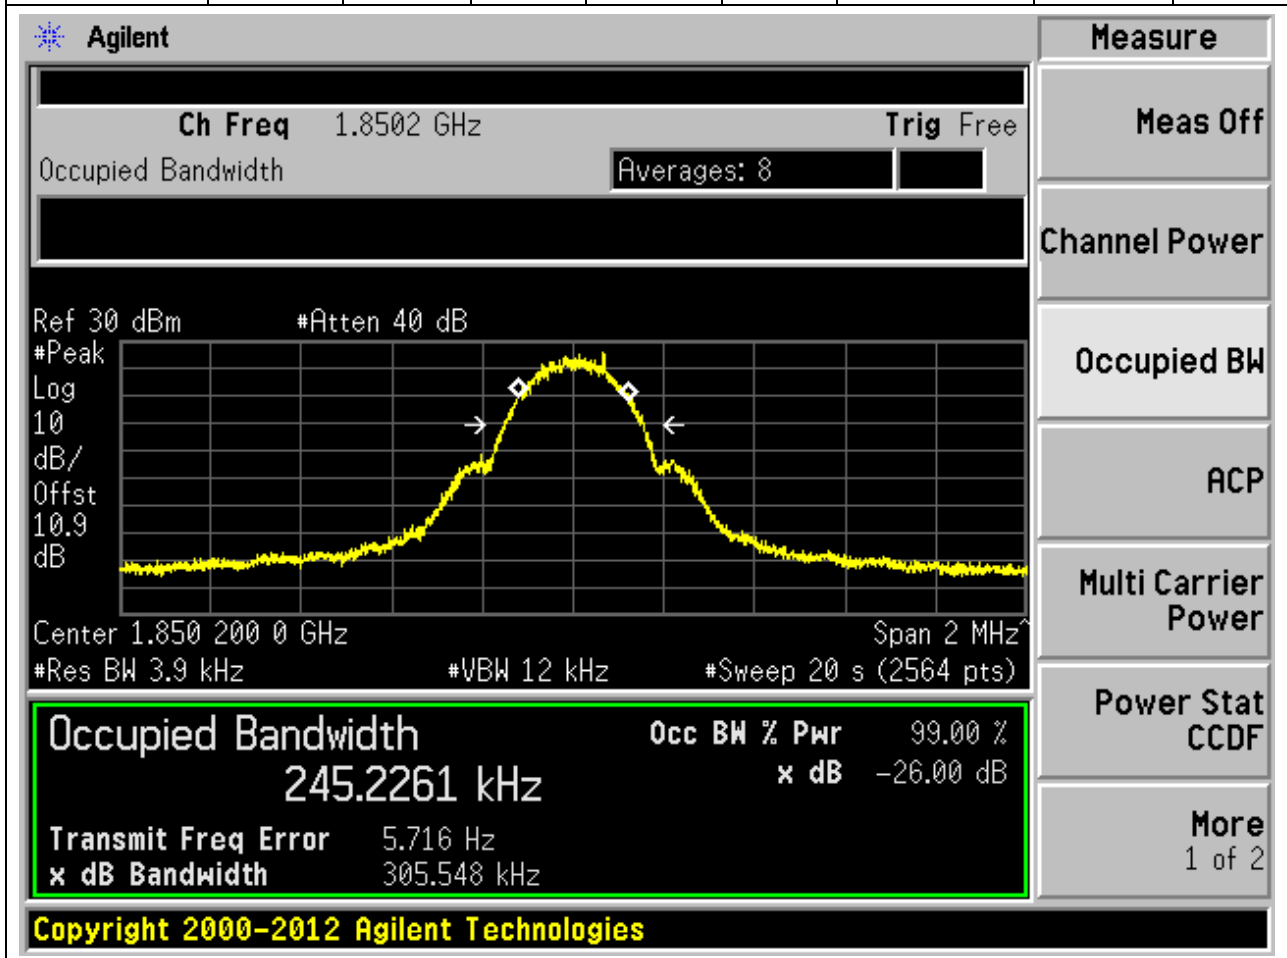 Agilent
Measure
Ch Freq 1.8502 GHz Trig Free
Occupied Bandwidth Averages: 8
Meas Off
Channel Power
Occupied BW
ACP
Multi Carrier
Power
Power Stat
CCDF
More
1 of 2
Ref 30 dBm #Atten 40 dB
#Peak
Log
10
dB/
Offst
10.9
dB
Center 1.850 200 0 GHz Span 2 MHz^
#Res BW 3.9 kHz #VBW 12 kHz #Sweep 20 s (2564 pts)
Occupied Bandwidth Occ BW % Pwr 99.00 %
245.2261 kHz x dB -26.00 dB
Transmit Freq Error 5.716 Hz
x dB Bandwidth 305.548 kHz
Copyright 2000-2012 Agilent Technologies